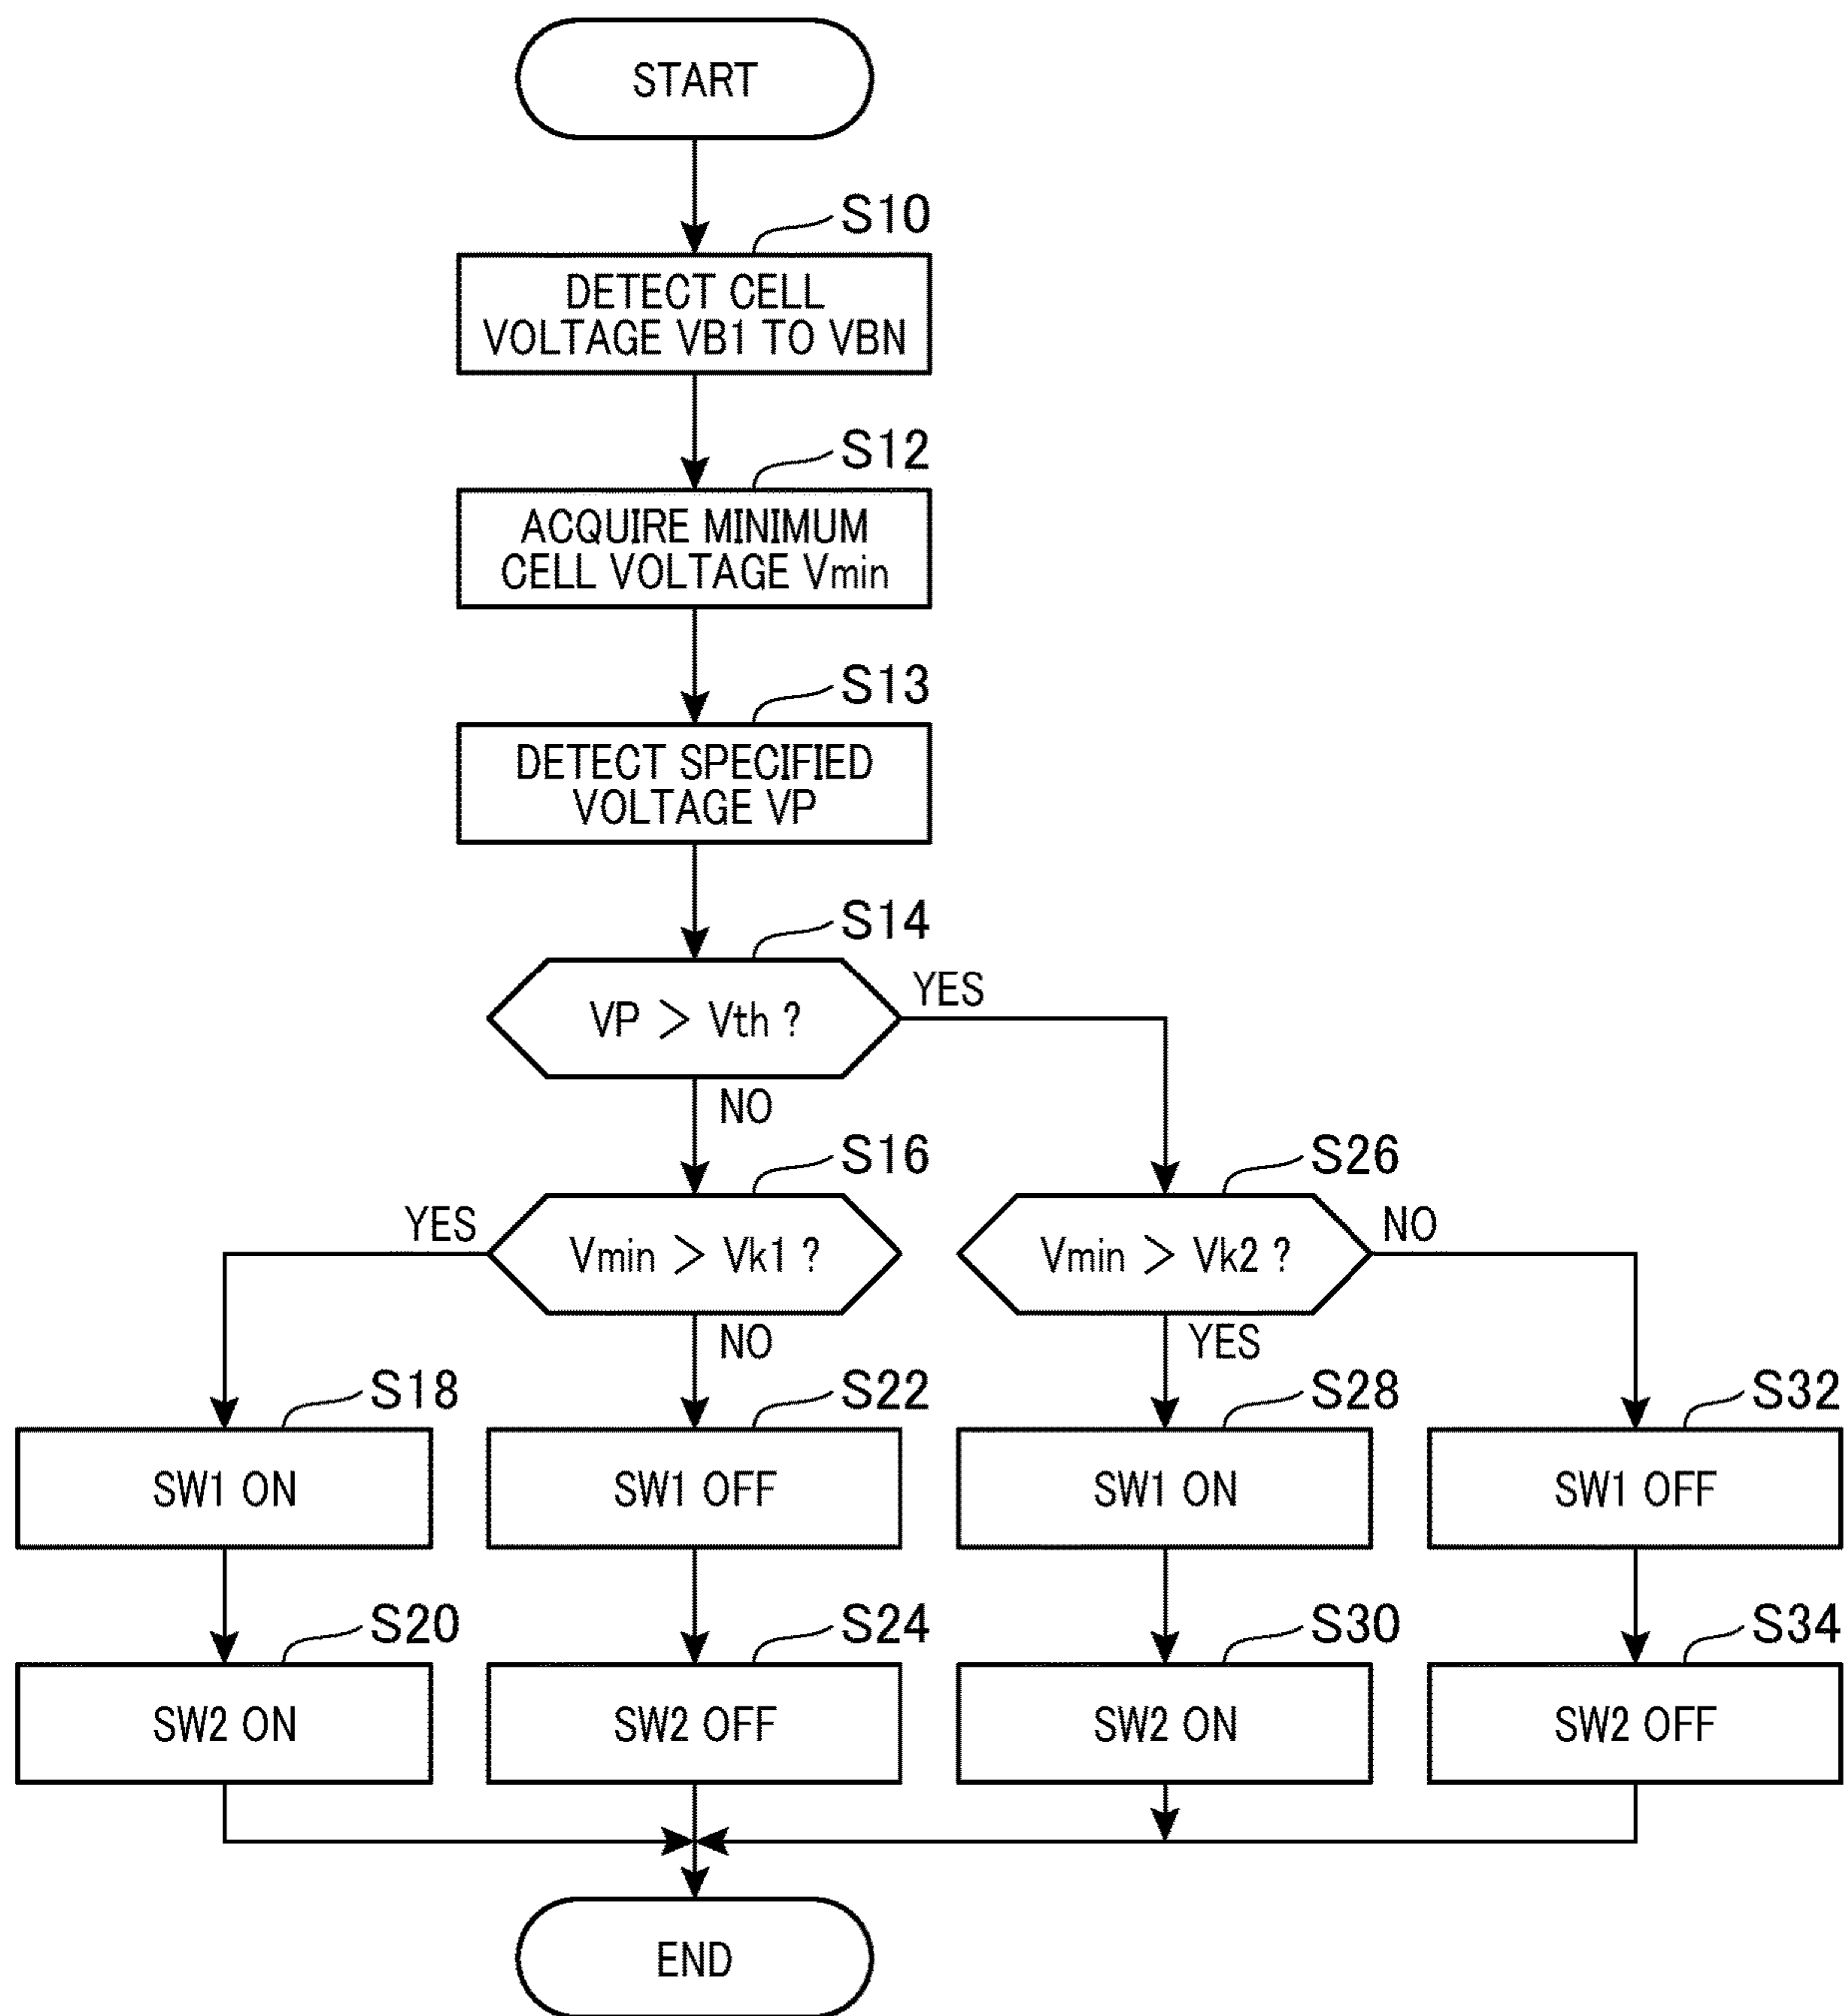 START
S10
DETECT CELL
VOLTAGE VB1 TO VBN
S12
ACQUIRE MINIMUM
CELL VOLTAGE Vmin
S13
DETECT SPECIFIED
VOLTAGE VP
S14
VP > Vth ?
YES
NO
S16
S26
YES
Vmin > Vk1 ?
Vmin > Vk2 ?
NO
NO
YES
S18
S22
S28
S32
SW1 ON
SW1 OFF
SW1 ON
SW1 OFF
S20
S24
S30
S34
SW2 ON
SW2 OFF
SW2 ON
SW2 OFF
END